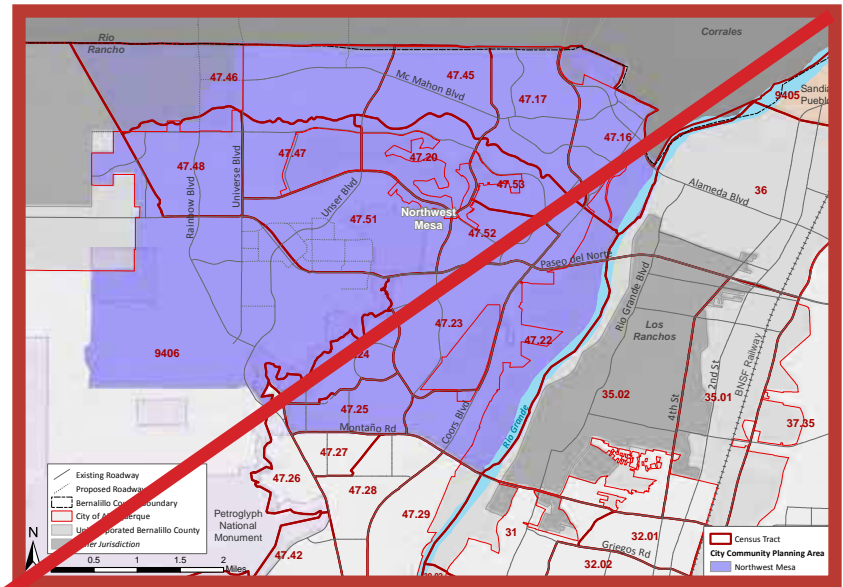 Rio
Rancho
Corrales
47.46
47.45
Mc Mahon Blvd
47.17
9405
Sandia
Pueblo
47.16
47.48
47.47
47.20
47.53
Rainbow Blvd
Universe Blvd
Unser Blvd
47.51
Northwest
Mesa
47.52
Alameda Blvd
36
Paseo del Norte
Rio Grande Blvd
Los
Ranchos
9406
47.23
47.22
47.25
Montaño Rd
Coors Blvd
Rio Grande
35.02
4th St
2nd St
35.01
BNSF Railway
37.35
47.27
47.26
47.28
47.29
Petroglyph
National
Monument
47.42
31
32.01
Griegos Rd
32.02
Existing Roadway
Proposed Roadway
Bernalillo County Boundary
City of Albuquerque
Unincorporated Bernalillo County
Jurisdiction
N
0.5 1 1.5 2
Miles
Census Tract
City Community Planning Area
Northwest Mesa